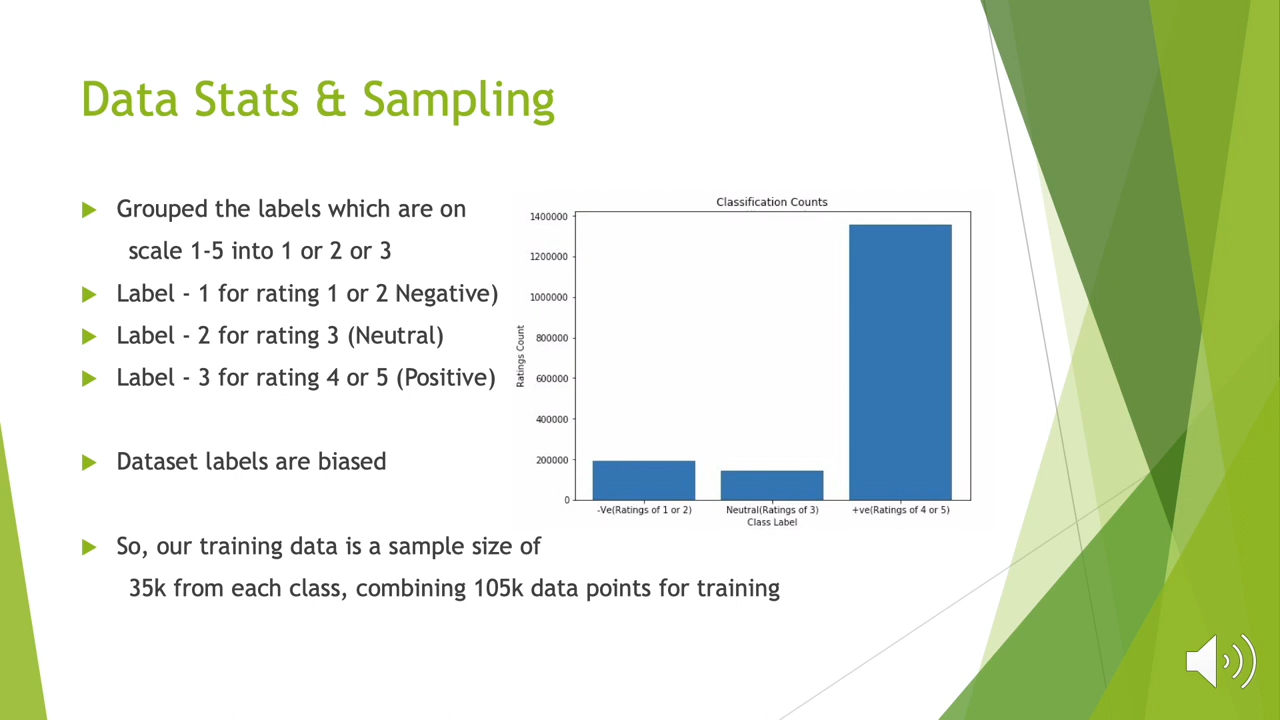 Data Stats & Sampling
Grouped the labels which are on
scale 1-5 into 1 or 2 or 3
Label - 1 for rating 1 or 2 Negative)
Label - 2 for rating 3 (Neutral)
Label - 3 for rating 4 or 5 (Positive)
Dataset labels are biased
So, our training data is a sample size of
35k from each class, combining 105k data points for training
Classification Counts
1400000
1200000
1000000
800000
600000
400000
200000
0
Ratings Count
-Ve(Ratings of 1 or 2)
Neutral(Ratings of 3)
+ve(Ratings of 4 or 5)
Class Label